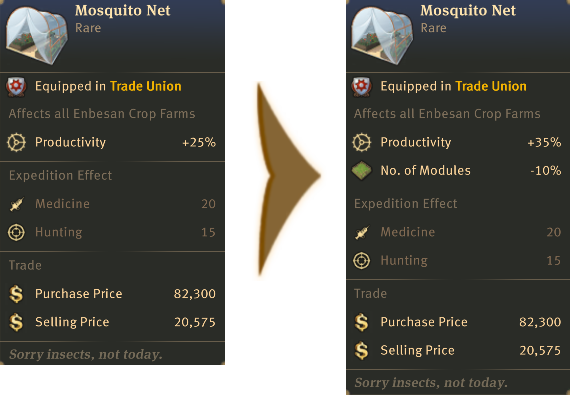 Mosquito Net
Rare
Equipped in Trade Union
Affects all Enbesan Crop Farms
Productivity +25%
Expedition Effect
Medicine 20
Hunting 15
Trade
Purchase Price 82,300
Selling Price 20,575
Sorry insects, not today.
Mosquito Net
Rare
Equipped in Trade Union
Affects all Enbesan Crop Farms
Productivity +35%
No. of Modules -10%
Expedition Effect
Medicine 20
Hunting 15
Trade
Purchase Price 82,300
Selling Price 20,575
Sorry insects, not today.